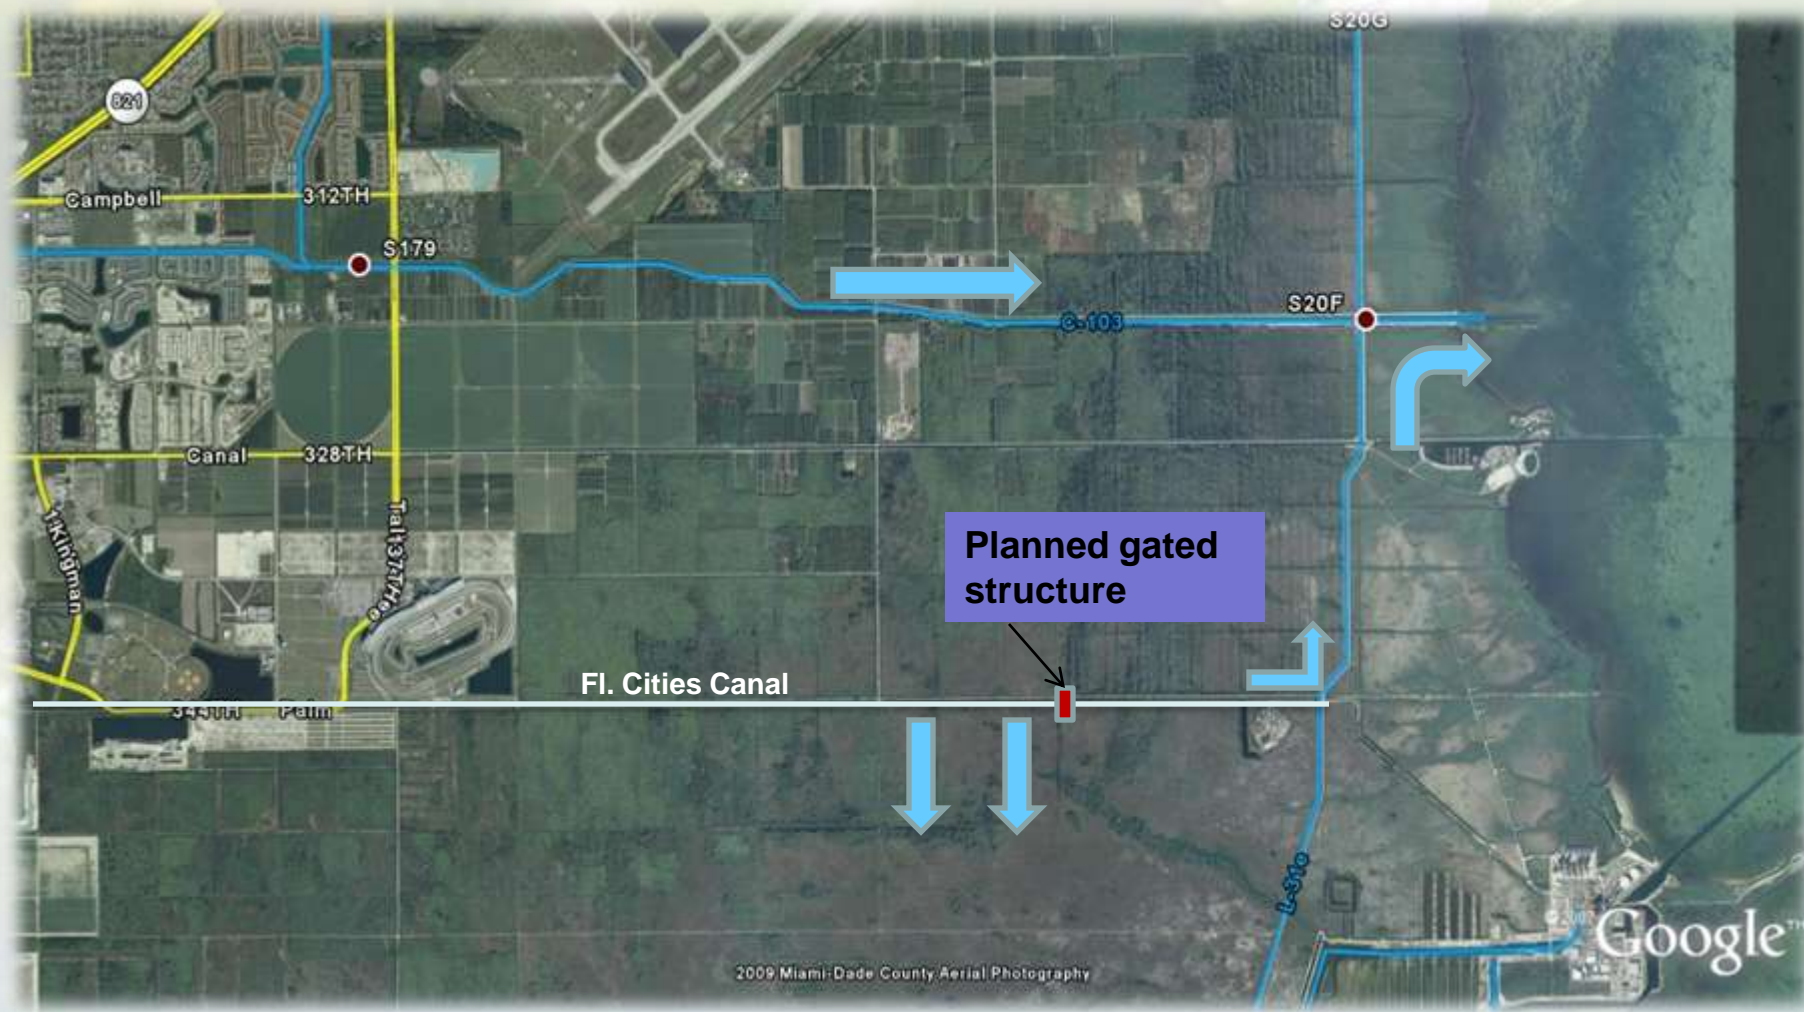 S20G
821
Campbell
312TH
S179
S20F
C-103
Canal
328TH
Kingman
Planned gated
structure
Fl. Cities Canal
344TH
Palm
L-31e
Google
2009 Miami-Dade County Aerial Photography